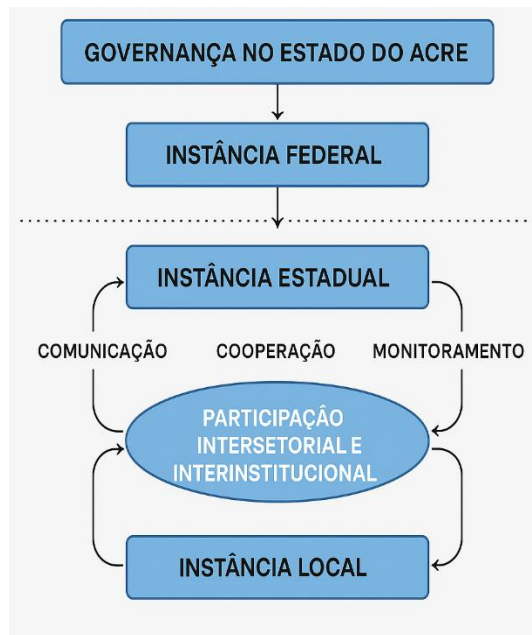 GOVERNANÇA NO ESTADO DO ACRE
INSTÂNCIA FEDERAL
INSTÂNCIA ESTADUAL
COMUNICAÇÃO COOPERAÇÃO MONITORAMENTO
PARTICIPAÇÂO
INTERSETORIAL E
INTERINSTITUCIONAL
INSTÂNCIA LOCAL